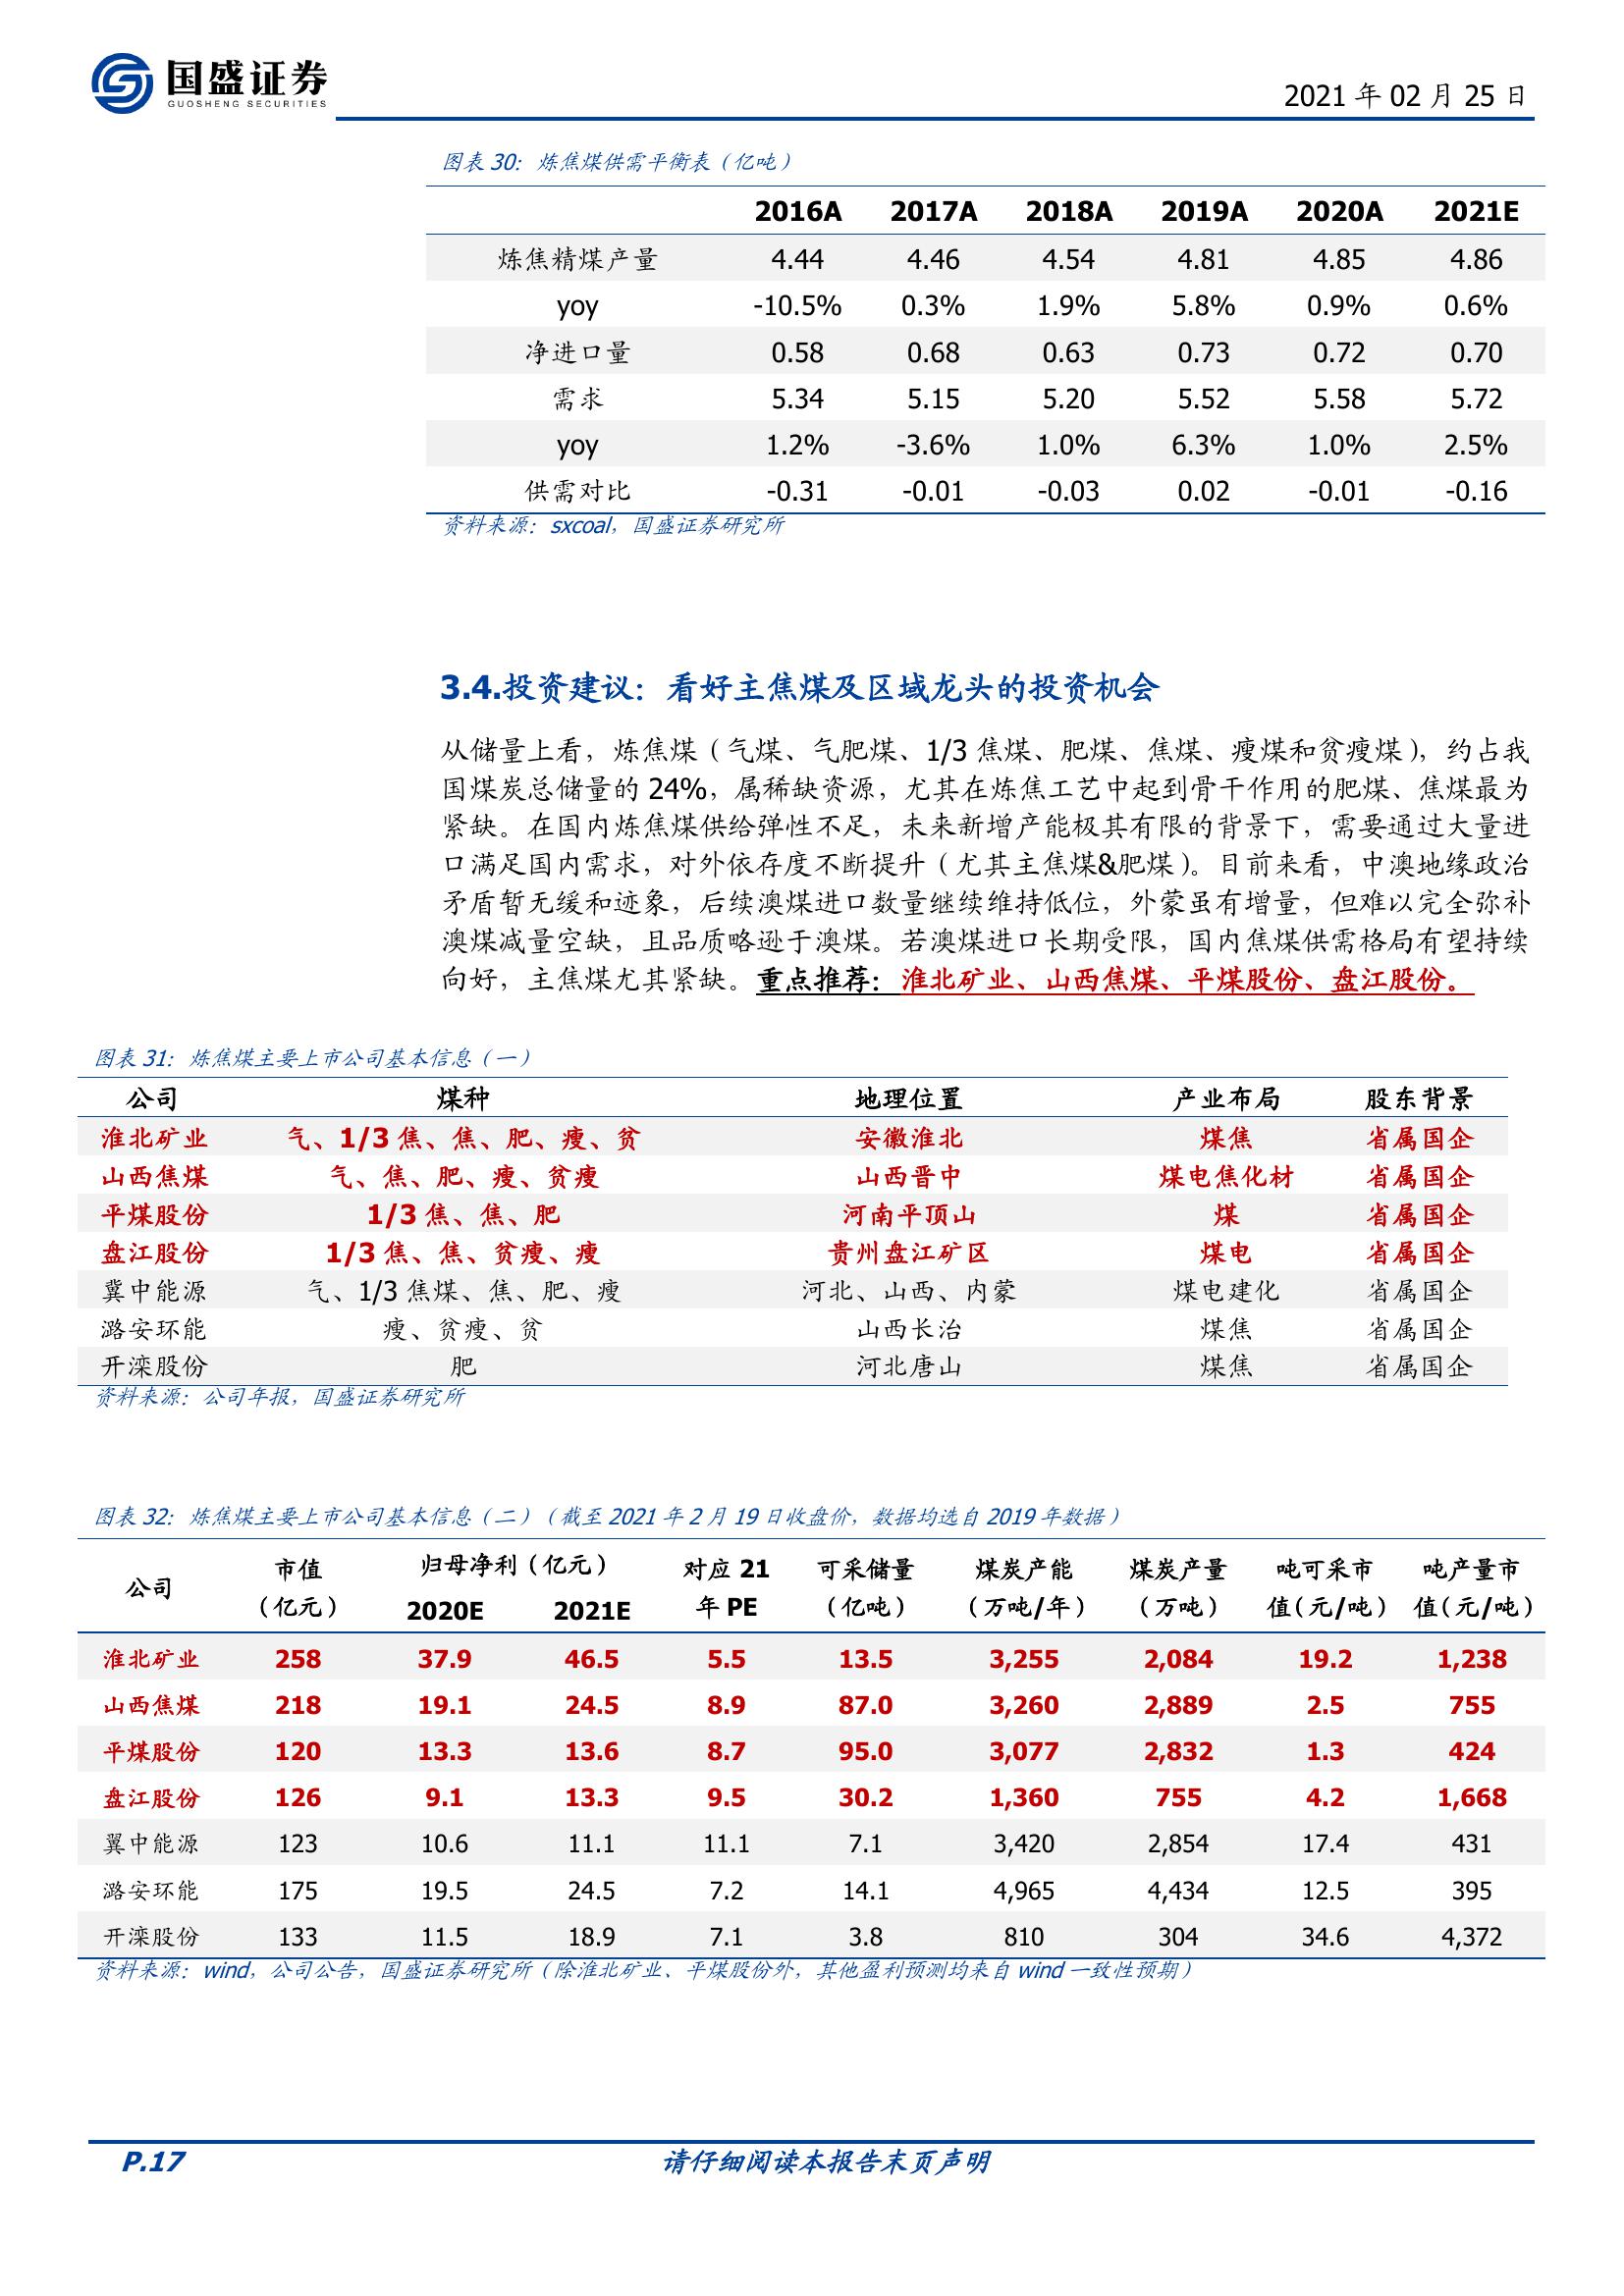 国盛证券
GUOSHENG SECURITIES
2021 年 02 月 25 日
图表 30：炼焦煤供需平衡表（亿吨）
2016A 2017A 2018A 2019A 2020A 2021E
炼焦精煤产量 4.44 4.46 4.54 4.81 4.85 4.86
yoy -10.5% 0.3% 1.9% 5.8% 0.9% 0.6%
净进口量 0.58 0.68 0.63 0.73 0.72 0.70
需求 5.34 5.15 5.20 5.52 5.58 5.72
yoy 1.2% -3.6% 1.0% 6.3% 1.0% 2.5%
供需对比 -0.31 -0.01 -0.03 0.02 -0.01 -0.16
资料来源：sxcoal，国盛证券研究所
3.4.投资建议：看好主焦煤及区域龙头的投资机会
从储量上看，炼焦煤（气煤、气肥煤、1/3 焦煤、肥煤、焦煤、瘦煤和贫瘦煤），约占我
国煤炭总储量的 24%，属稀缺资源，尤其在炼焦工艺中起到骨干作用的肥煤、焦煤最为
紧缺。在国内炼焦煤供给弹性不足，未来新增产能极其有限的背景下，需要通过大量进
口满足国内需求，对外依存度不断提升（尤其主焦煤&肥煤）。目前来看，中澳地缘政治
矛盾暂无缓和迹象，后续澳煤进口数量继续维持低位，外蒙虽有增量，但难以完全弥补
澳煤减量空缺，且品质略逊于澳煤。若澳煤进口长期受限，国内焦煤供需格局有望持续
向好，主焦煤尤其紧缺。重点推荐：淮北矿业、山西焦煤、平煤股份、盘江股份。
图表 31：炼焦煤主要上市公司基本信息（一）
公司 煤种 地理位置 产业布局 股东背景
淮北矿业 气、1/3 焦、焦、肥、瘦、贫 安徽淮北 煤焦 省属国企
山西焦煤 气、焦、肥、瘦、贫瘦 山西晋中 煤电焦化材 省属国企
平煤股份 1/3 焦、焦、肥 河南平顶山 煤 省属国企
盘江股份 1/3 焦、焦、贫瘦、瘦 贵州盘江矿区 煤电 省属国企
冀中能源 气、1/3 焦煤、焦、肥、瘦 河北、山西、内蒙 煤电建化 省属国企
潞安环能 瘦、贫瘦、贫 山西长治 煤焦 省属国企
开滦股份 肥 河北唐山 煤焦 省属国企
资料来源：公司年报，国盛证券研究所
图表 32：炼焦煤主要上市公司基本信息（二）（截至 2021 年 2 月 19 日收盘价，数据均选自 2019 年数据）
公司 市值（亿元） 归母净利（亿元） 2020E 2021E 对应 21 年 PE 可采储量（亿吨） 煤炭产能（万吨/年） 煤炭产量（万吨） 吨可采市值（元/吨） 吨产量市值（元/吨）
淮北矿业 258 37.9 46.5 5.5 13.5 3,255 2,084 19.2 1,238
山西焦煤 218 19.1 24.5 8.9 87.0 3,260 2,889 2.5 755
平煤股份 120 13.3 13.6 8.7 95.0 3,077 2,832 1.3 424
盘江股份 126 9.1 13.3 9.5 30.2 1,360 755 4.2 1,668
翼中能源 123 10.6 11.1 11.1 7.1 3,420 2,854 17.4 431
潞安环能 175 19.5 24.5 7.2 14.1 4,965 4,434 12.5 395
开滦股份 133 11.5 18.9 7.1 3.8 810 304 34.6 4,372
资料来源：wind，公司公告，国盛证券研究所（除淮北矿业、平煤股份外，其他盈利预测均来自 wind 一致性预期）
P.17 请仔细阅读本报告末页声明